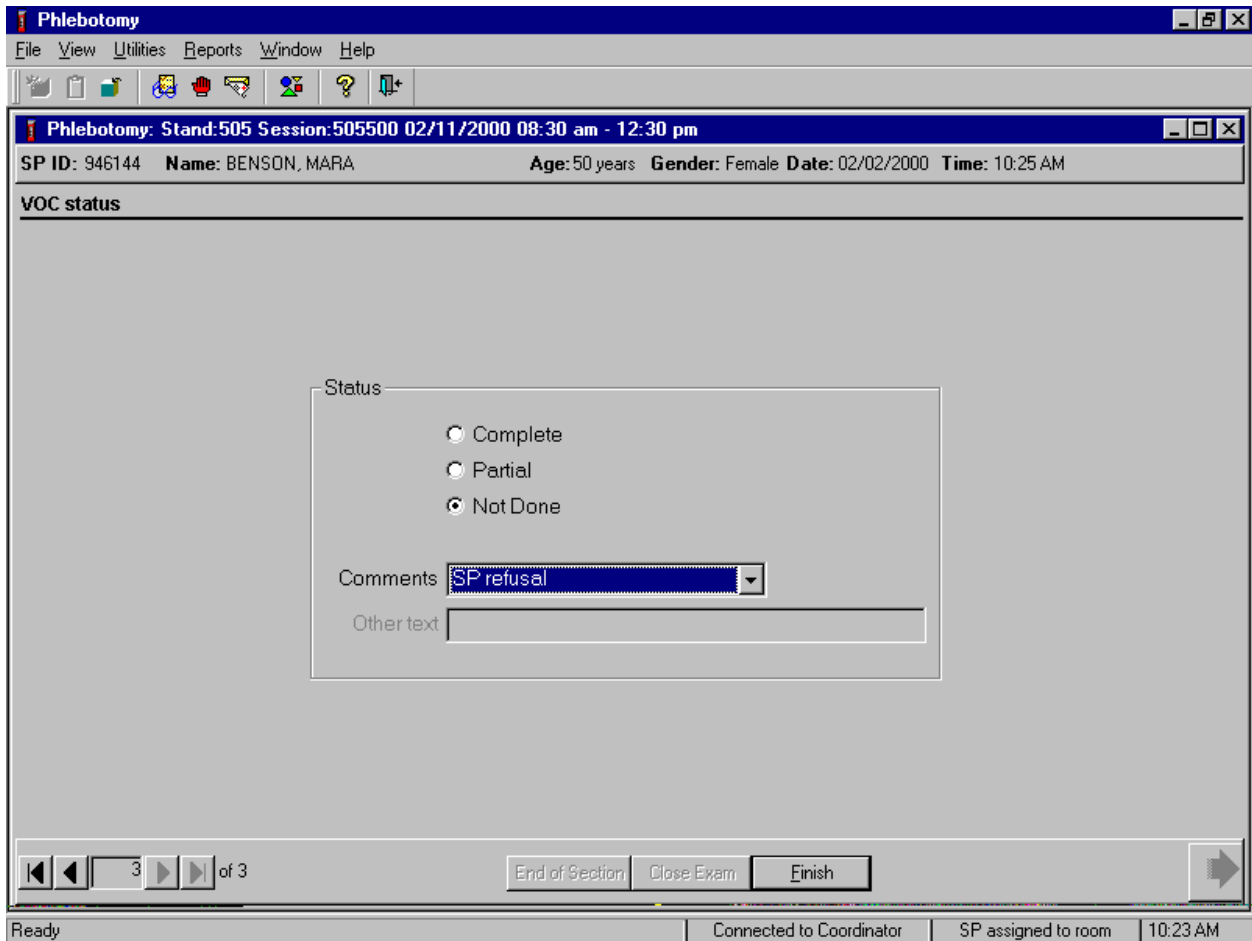 Phlebotomy
File View Utilities Reports Window Help
Phlebotomy: Stand:505 Session:505500 02/11/2000 08:30 am - 12:30 pm
SP ID: 946144 Name: BENSON, MARA Age: 50 years Gender: Female Date: 02/02/2000 Time: 10:25 AM
VOC status
Status
Complete
Partial
Not Done
Comments SP refusal
Other text
3 of 3 End of Section Close Exam Finish
Ready Connected to Coordinator SP assigned to room 10:23 AM